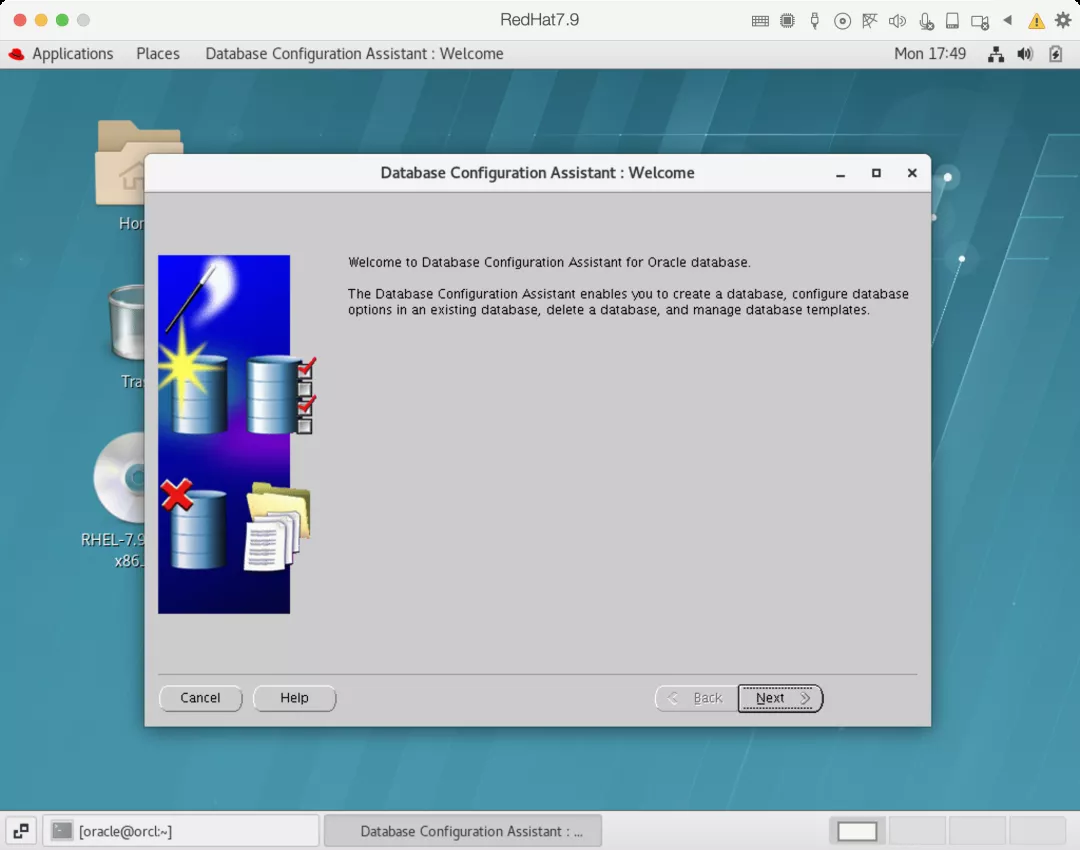 RedHat7.9
Applications Places Database Configuration Assistant : Welcome Mon 17:49
Database Configuration Assistant : Welcome
Welcome to Database Configuration Assistant for Oracle database.
The Database Configuration Assistant enables you to create a database, configure database
options in an existing database, delete a database, and manage database templates.
Hor
Tra
RHEL-7.9
x86_
Cancel Help Back Next
[oracle@orcl:~] Database Configuration Assistant : ...